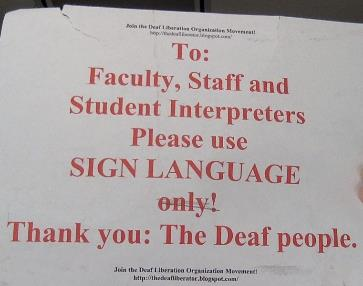 Join the Deaf Liberation Organization Movement!
http://thedeafliberator.blogspot.com/
To:
Faculty, Staff and
Student Interpreters
Please use
SIGN LANGUAGE
only!
Thank you: The Deaf people.
Join the Deaf Liberation Organization Movement!
http://thedeafliberator.blogspot.com/